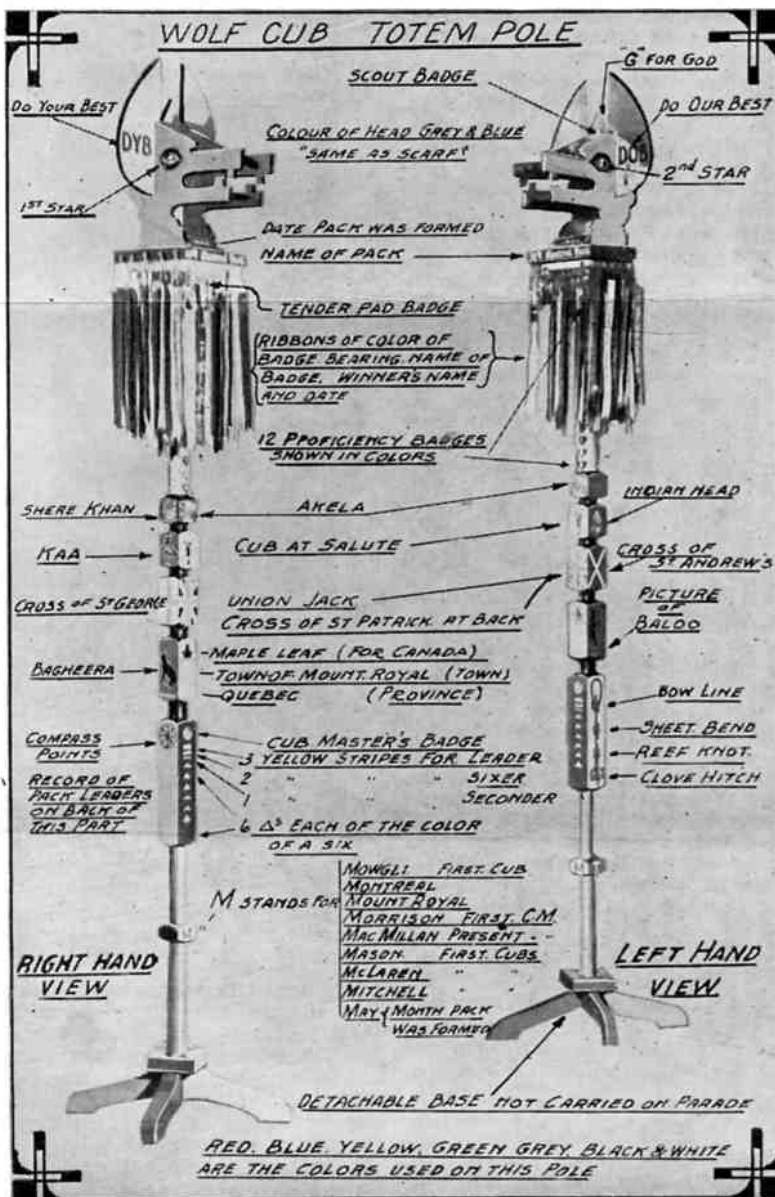 WOLF CUB TOTEM POLE
"G" FOR GOD
SCOUT BADGE
DO YOUR BEST
DO OUR BEST
DYB
COLOUR OF HEAD GREY & BLUE
"SAME AS SCARF"
DOB
2nd STAR
1ST STAR
DATE PACK WAS FORMED
NAME OF PACK
TENDER PAD BADGE
RIBBONS OF COLOR OF
BADGE BEARING NAME OF
BADGE. WINNER'S NAME
AND DATE
12 PROFICIENCY BADGES
SHOWN IN COLORS
INDIAN HEAD
SHERE KHAN
AKELA
CUB AT SALUTE
KAA
CROSS OF
ST ANDREW'S
CROSS OF ST GEORGE
UNION JACK
CROSS OF ST PATRICK AT BACK
PICTURE
OF
BALOO
BAGHEERA
MAPLE LEAF (FOR CANADA)
TOWN OF MOUNT ROYAL (TOWN)
QUEBEC (PROVINCE)
BOW LINE
COMPASS
POINTS
CUB MASTER'S BADGE
SHEET BEND
3 YELLOW STRIPES FOR LEADER
REEF KNOT.
2 " " " SIXER
CLOVE HITCH
1 " " " SECONDER
RECORD OF
PACK LEADERS
ON BACK OF
THIS PART
6 Δs EACH OF THE COLOR
OF A SIX
M STANDS FOR
MOWGLI FIRST CUB
MONTREAL
MOUNT ROYAL
MORRISON FIRST C.M.
MACMILLAN PRESENT " "
MASON FIRST CUBS
MCLAREN " "
MITCHELL " "
MAY MONTH PACK
WAS FORMED
M
RIGHT HAND
VIEW
LEFT HAND
VIEW
DETACHABLE BASE NOT CARRIED ON PARADE
RED, BLUE, YELLOW, GREEN GREY, BLACK & WHITE
ARE THE COLORS USED ON THIS POLE